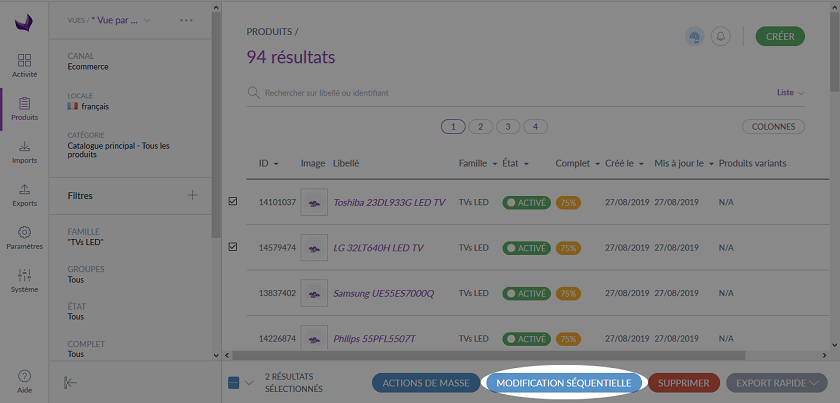 Activité
Produits
Imports
Exports
Paramètres
Système
Aide
VUES / * Vue par ...
CANAL
Ecommerce
LOCALE
français
CATÉGORIE
Catalogue principal - Tous les
produits
Filtres
FAMILLE
"TVs LED"
GROUPES
Tous
ÉTAT
Tous
COMPLET
Tous
PRODUITS /
CRÉER
94 résultats
Rechercher sur libellé ou identifiant
Liste
1 2 3 4
COLONNES
ID Image Libellé Famille État Complet Créé le Mis à jour le Produits variants
14101037 Toshiba 23DL933G LED TV TVs LED ACTIVÉ 75% 27/08/2019 27/08/2019 N/A
14579474 LG 32LT640H LED TV TVs LED ACTIVÉ 75% 27/08/2019 27/08/2019 N/A
13837402 Samsung UE55ES7000Q TVs LED ACTIVÉ 75% 27/08/2019 27/08/2019 N/A
14226874 Philips 55PFL5507T TVs LED ACTIVÉ 75% 27/08/2019 27/08/2019 N/A
2 RÉSULTATS
SÉLECTIONNÉS
ACTIONS DE MASSE
MODIFICATION SÉQUENTIELLE
SUPPRIMER
EXPORT RAPIDE